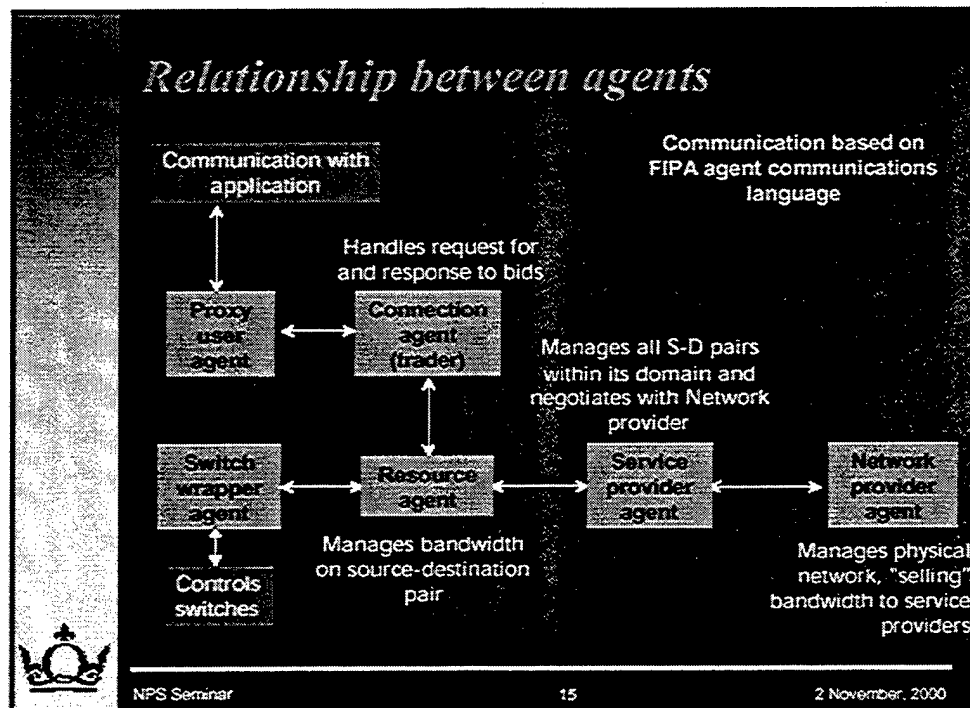 Relationship between agents
Communication with
application
Communication based on
FIPA agent communications
language
Handles request for
and response to bids
Proxy
user
agent
Connection
agent
(trader)
Manages all S-D pairs
within its domain and
negotiates with Network
provider
Switch
wrapper
agent
Resource
agent
Service
provider
agent
Network
provider
agent
Manages bandwidth
on source-destination
pair
Manages physical
network, "selling"
bandwidth to service
providers
Controls
switches
NPS Seminar
15
2 November, 2000